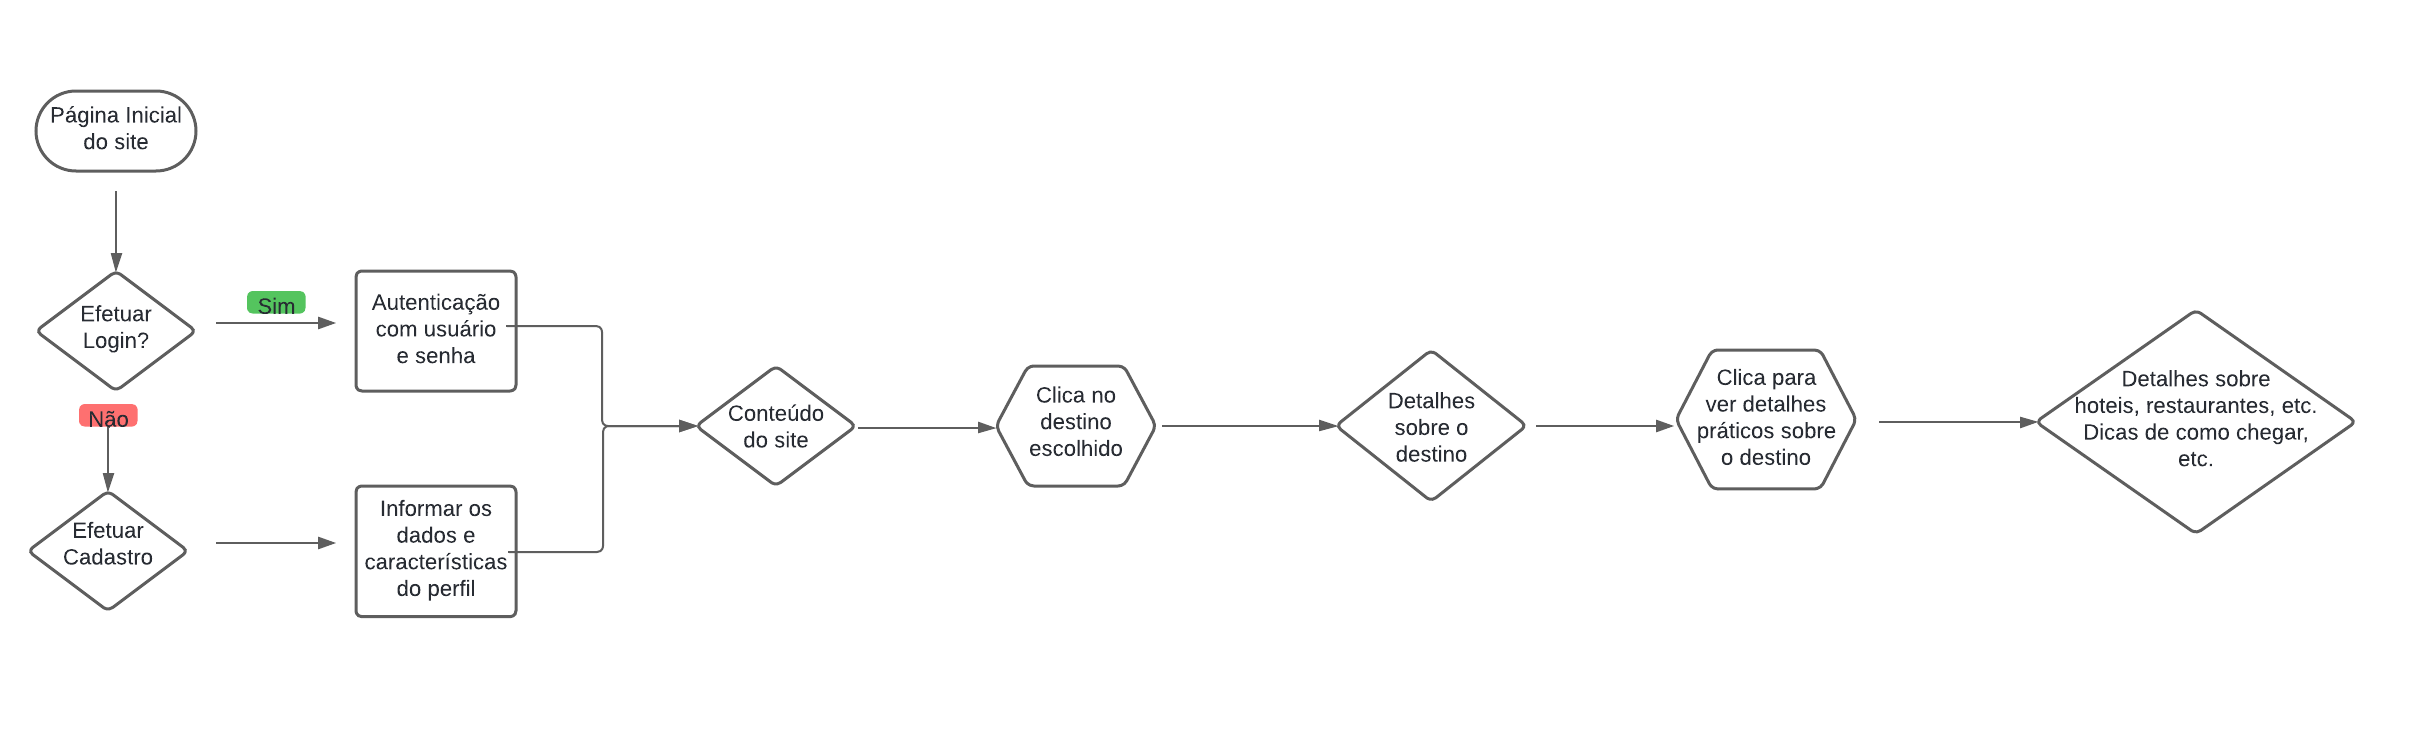 Página Inicial
do site
Efetuar
Login?
Sim
Autenticação
com usuário
e senha
Não
Efetuar
Cadastro
Informar os
dados e
características
do perfil
Conteúdo
do site
Clica no
destino
escolhido
Detalhes
sobre o
destino
Clica para
ver detalhes
práticos sobre
o destino
Detalhes sobre
hoteis, restaurantes, etc.
Dicas de como chegar,
etc.